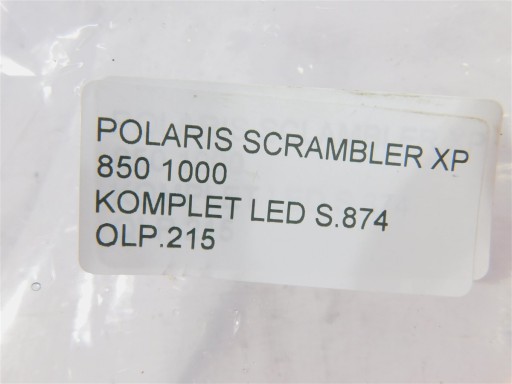 POLARIS SCRAMBLER XP
850 1000
KOMPLET LED S.874
OLP.215